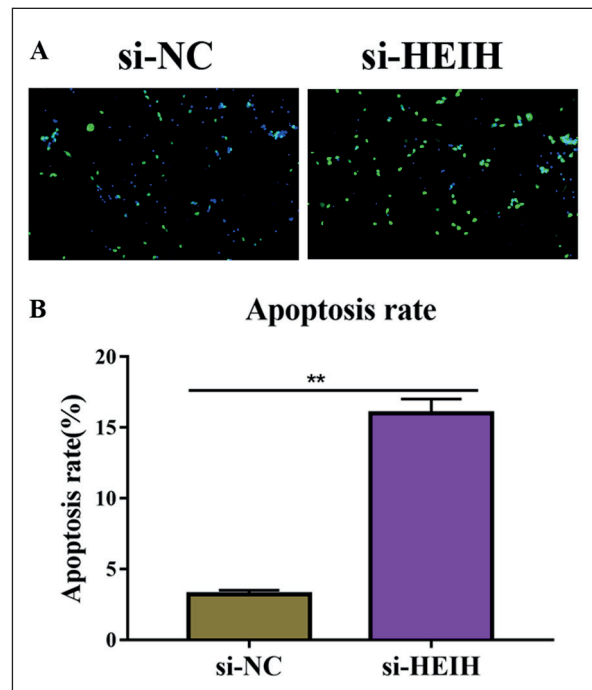 A
si-NC
si-HEIH
B
Apoptosis rate
Apoptosis rate(%)
20
15
10
5
0
**
si-NC
si-HEIH